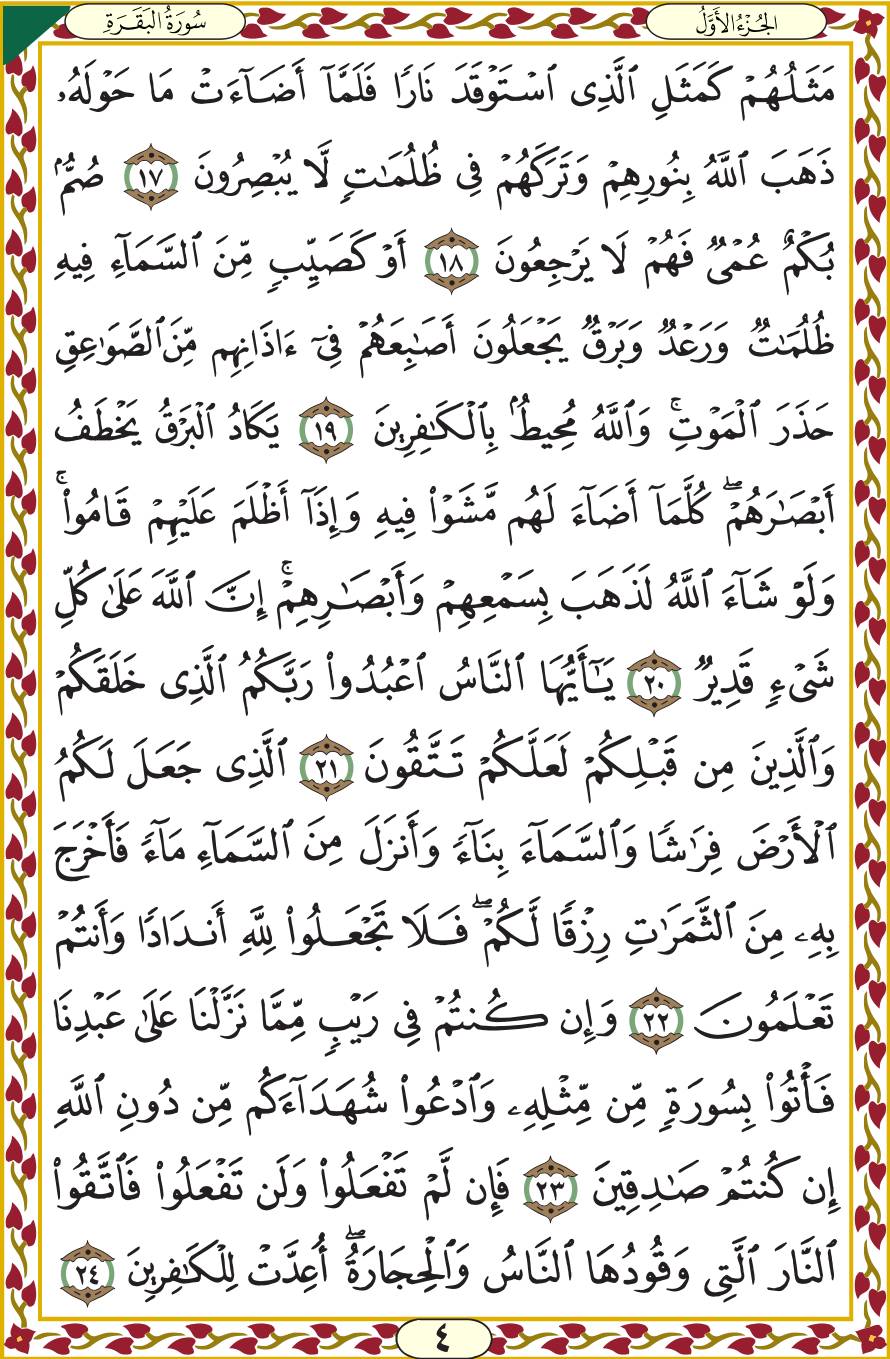 الجُزْءُ الأَوَّلُ
سُورَةُ البَقَرَةِ
مَثَلُهُمْ كَمَثَلِ ٱلَّذِى ٱسْتَوْقَدَ نَارًا فَلَمَّآ أَضَآءَتْ مَا حَوْلَهُۥ
ذَهَبَ ٱللَّهُ بِنُورِهِمْ وَتَرَكَهُمْ فِى ظُلُمَـٰتٍ لَّا يُبْصِرُونَ ١٧ صُمٌّۢ
بُكْمٌ عُمْىٌ فَهُمْ لَا يَرْجِعُونَ ١٨ أَوْ كَصَيِّبٍ مِّنَ ٱلسَّمَآءِ فِيهِ
ظُلُمَـٰتٌ وَرَعْدٌ وَبَرْقٌ يَجْعَلُونَ أَصَـٰبِعَهُمْ فِىٓ ءَاذَانِهِم مِّنَ ٱلصَّوَٰعِقِ
حَذَرَ ٱلْمَوْتِ ۚ وَٱللَّهُ مُحِيطٌۢ بِٱلْكَـٰفِرِينَ ١٩ يَكَادُ ٱلْبَرْقُ يَخْطَفُ
أَبْصَـٰرَهُمْ ۖ كُلَّمَآ أَضَآءَ لَهُم مَّشَوْا۟ فِيهِ وَإِذَآ أَظْلَمَ عَلَيْهِمْ قَامُوا۟ ۚ
وَلَوْ شَآءَ ٱللَّهُ لَذَهَبَ بِسَمْعِهِمْ وَأَبْصَـٰرِهِمْ ۚ إِنَّ ٱللَّهَ عَلَىٰ كُلِّ
شَىْءٍ قَدِيرٌ ٢٠ يَـٰٓأَيُّهَا ٱلنَّاسُ ٱعْبُدُوا۟ رَبَّكُمُ ٱلَّذِى خَلَقَكُمْ
وَٱلَّذِينَ مِن قَبْلِكُمْ لَعَلَّكُمْ تَتَّقُونَ ٢١ ٱلَّذِى جَعَلَ لَكُمُ
ٱلْأَرْضَ فِرَٰشًا وَٱلسَّمَآءَ بِنَآءً وَأَنزَلَ مِنَ ٱلسَّمَآءِ مَآءً فَأَخْرَجَ
بِهِۦ مِنَ ٱلثَّمَرَٰتِ رِزْقًا لَّكُمْ ۖ فَلَا تَجْعَلُوا۟ لِلَّهِ أَندَادًا وَأَنتُمْ
تَعْلَمُونَ ٢٢ وَإِن كُنتُمْ فِى رَيْبٍ مِّمَّا نَزَّلْنَا عَلَىٰ عَبْدِنَا
فَأْتُوا۟ بِسُورَةٍ مِّن مِّثْلِهِۦ وَٱدْعُوا۟ شُهَدَآءَكُم مِّن دُونِ ٱللَّهِ
إِن كُنتُمْ صَـٰدِقِينَ ٢٣ فَإِن لَّمْ تَفْعَلُوا۟ وَلَن تَفْعَلُوا۟ فَٱتَّقُوا۟
ٱلنَّارَ ٱلَّتِى وَقُودُهَا ٱلنَّاسُ وَٱلْحِجَارَةُ ۖ أُعِدَّتْ لِلْكَـٰفِرِينَ ٢٤
٤